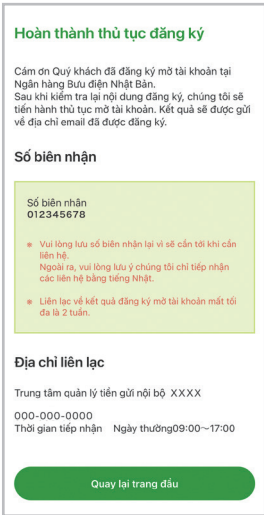 Hoàn thành thủ tục đăng ký
Cám ơn Quý khách đã đăng ký mở tài khoản tại
Ngân hàng Bưu điện Nhật Bản.
Sau khi kiểm tra lại nội dung đăng ký, chúng tôi sẽ
tiến hành thủ tục mở tài khoản. Kết quả sẽ được gửi
về địa chỉ email đã được đăng ký.
Số biên nhận
Số biên nhân
012345678
Vui lòng lưu số biên nhận lại vì sẽ cần tới khi cần
liên hệ.
Ngoài ra, vui lòng lưu ý chúng tôi chỉ tiếp nhận
các liên hệ bằng tiếng Nhật.
Liên lạc về kết quả đăng ký mở tài khoản mất tối
đa là 2 tuần.
Địa chỉ liên lạc
Trung tâm quản lý tiền gửi nội bộ XXXX
000-000-0000
Thời gian tiếp nhận Ngày thường09:00～17:00
Quay lại trang đầu